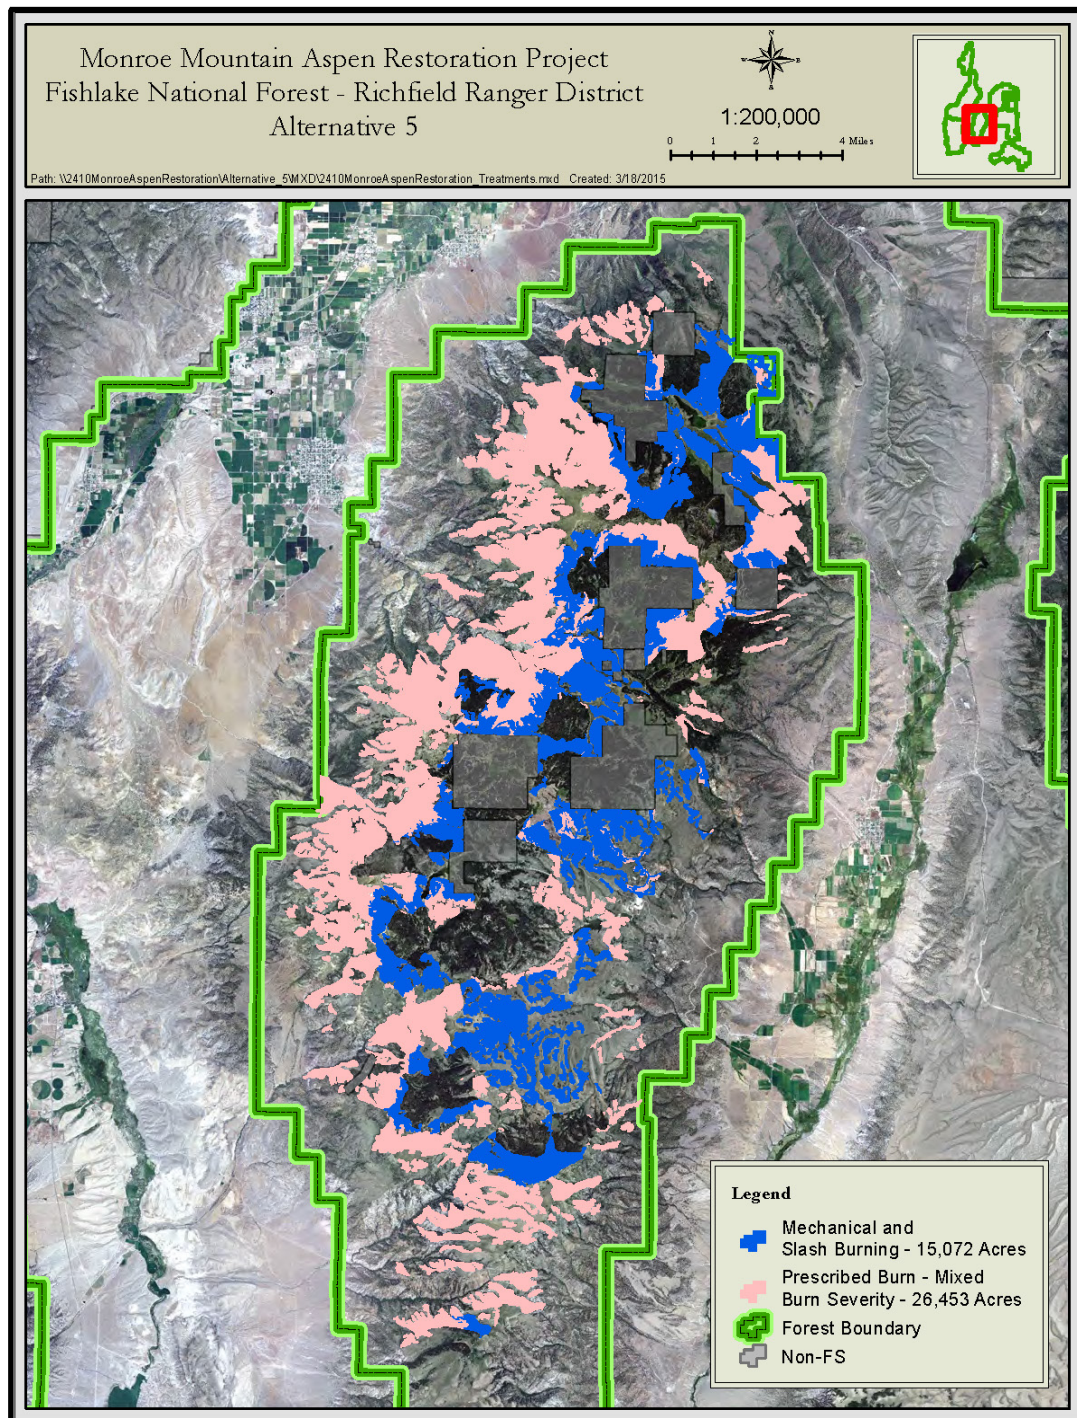 Monroe Mountain Aspen Restoration Project
Fishlake National Forest - Richfield Ranger District
Alternative 5
N
W E
S
1:200,000
0 1 2 4 Miles
Path: \\2410MonroeAspenRestoration\Alternative_5\MXD\2410MonroeAspenRestoration_Treatments.mxd Created: 3/18/2015
Legend
Mechanical and
Slash Burning - 15,072 Acres
Prescribed Burn - Mixed
Burn Severity - 26,453 Acres
Forest Boundary
Non-FS